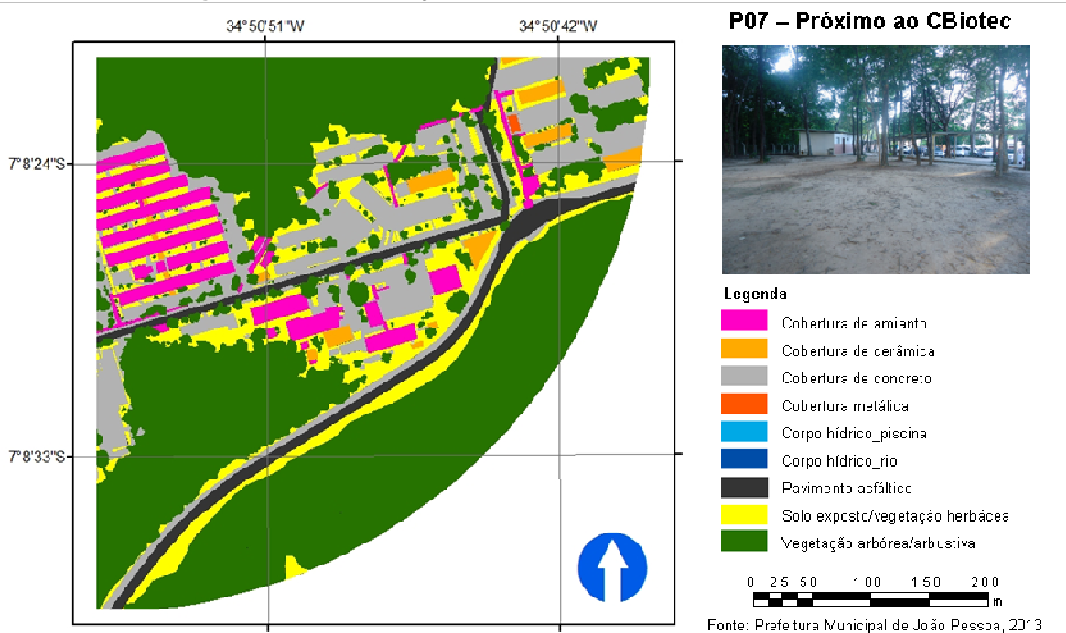 P07 – Próximo ao CBiotec
34°50'51"W
34°50'42"W
7°8'24"S
7°8'33"S
Legenda
Cobertura de amianto
Cobertura de cerâmica
Cobertura de concreto
Cobertura metálica
Corpo hídrico_piscina
Corpo hídrico_rio
Pavimento asfáltico
Solo exposto/vegetação herbácea
Vegetação arbórea/arbustiva
0 25 50 100 150 200
m
Fonte: Prefeitura Municipal de João Pessoa, 2013